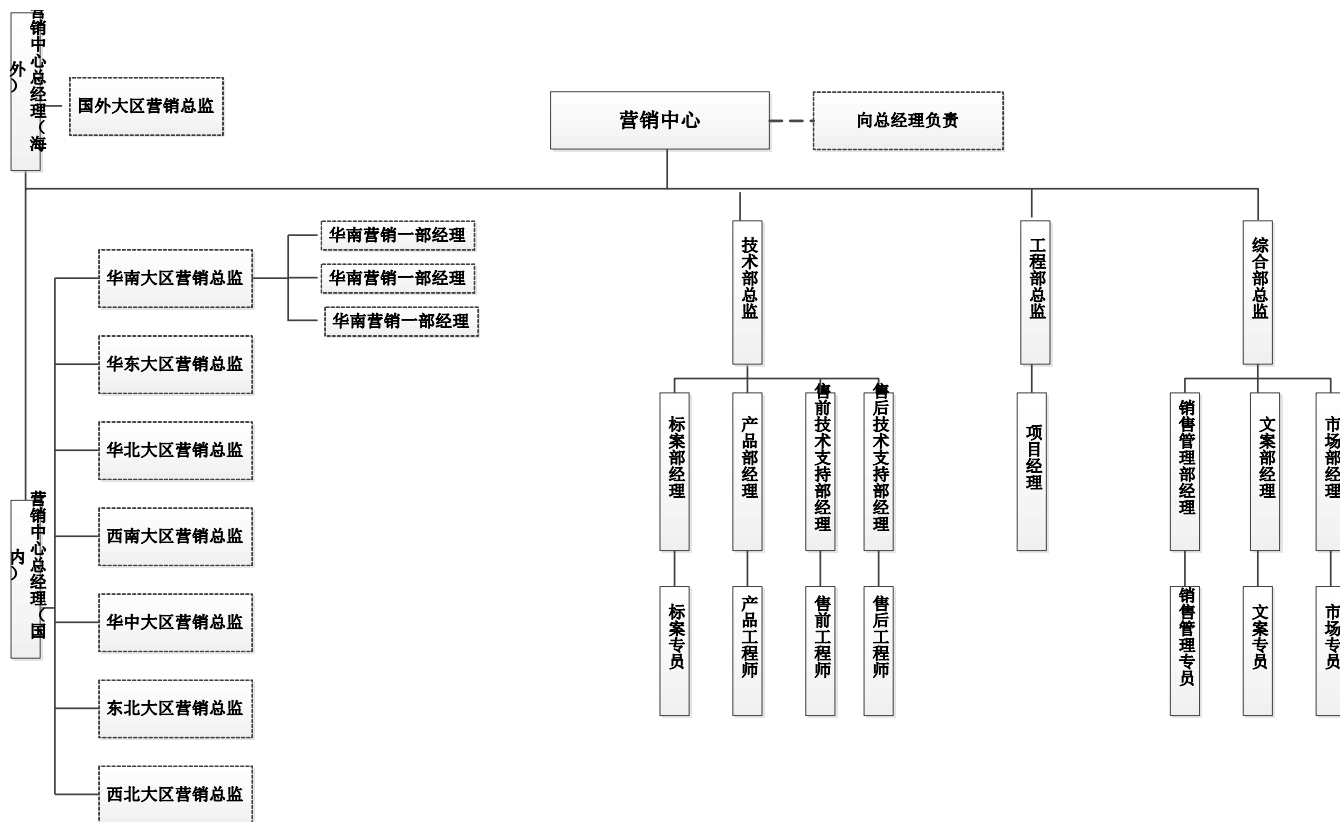 营销中心总经理（海外）
国外大区营销总监
营销中心
向总经理负责
华南大区营销总监
华南营销一部经理
华南营销一部经理
华南营销一部经理
华东大区营销总监
华北大区营销总监
西南大区营销总监
华中大区营销总监
东北大区营销总监
西北大区营销总监
营销中心总经理（国内）
技术部总监
工程部总监
综合部总监
标案部经理
产品部经理
售前技术支持部经理
售后技术支持部经理
项目经理
销售管理部经理
文案部经理
市场部经理
标案专员
产品工程师
售前工程师
售后工程师
销售管理专员
文案专员
市场专员